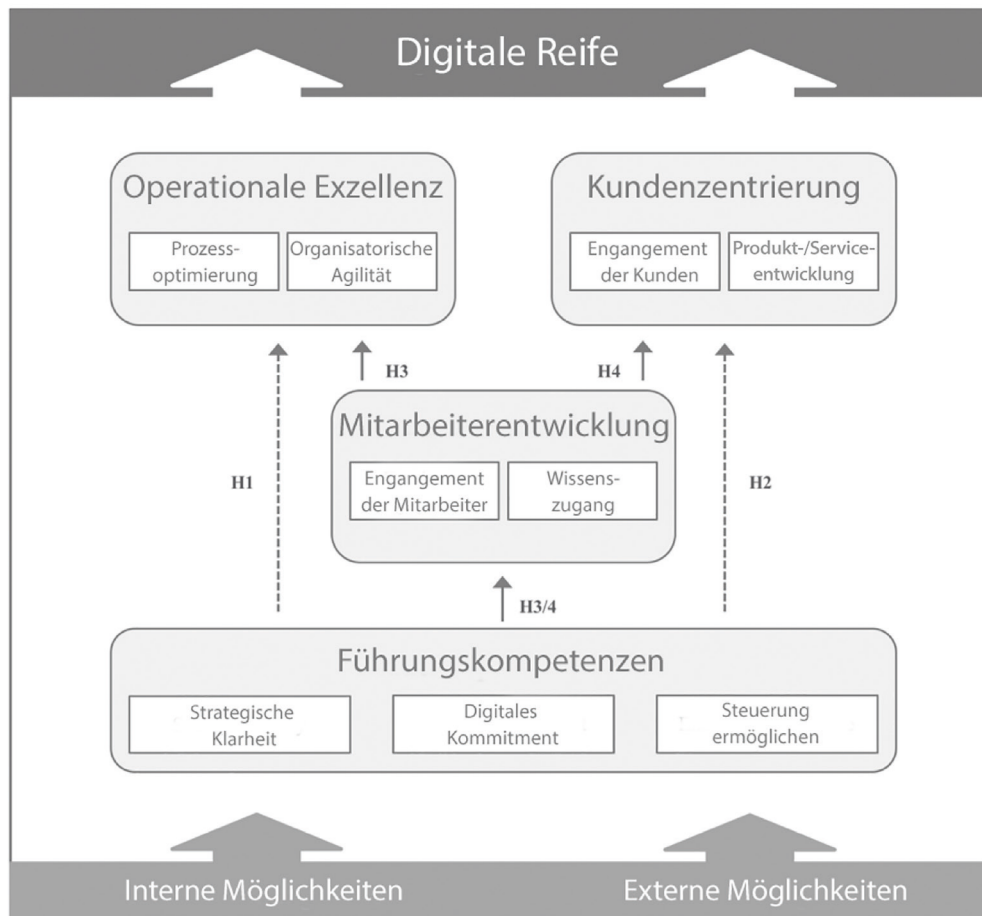 Digitale Reife
Operationale Exzellenz
Prozess-
optimierung
Organisatorische
Agilität
Kundenzentrierung
Engangement
der Kunden
Produkt-/Service-
entwicklung
H3
H4
Mitarbeiterentwicklung
Engangement
der Mitarbeiter
Wissens-
zugang
H1
H2
H3/4
Führungskompetenzen
Strategische
Klarheit
Digitales
Kommitment
Steuerung
ermöglichen
Interne Möglichkeiten
Externe Möglichkeiten